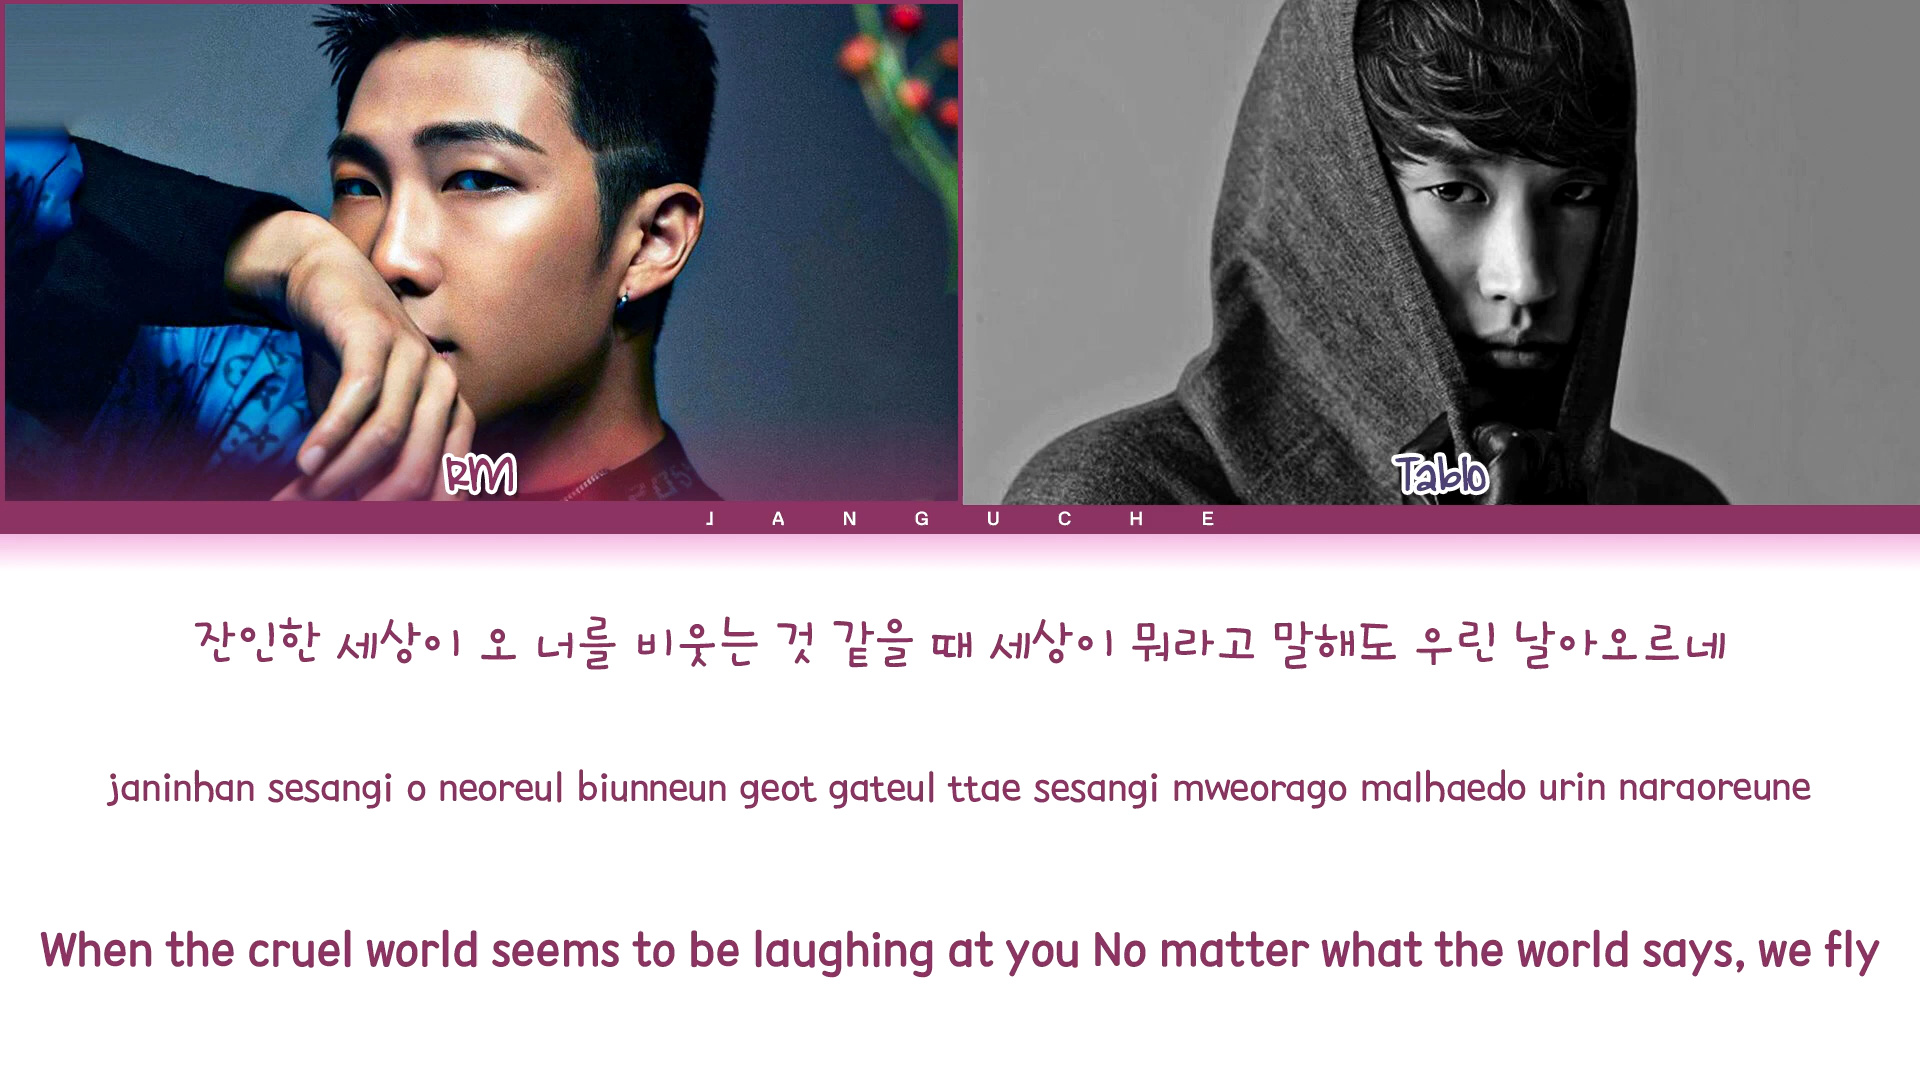 RM
Tablo
JANGUCHE
잔인한 세상이 오 너를 비웃는 것 같을 때 세상이 뭐라고 말해도 우린 날아오르네
janinhan sesangi o neoreul biunneun geot gateul ttae sesangi mweorago malhaedo urin naraoreune
When the cruel world seems to be laughing at you No matter what the world says, we fly